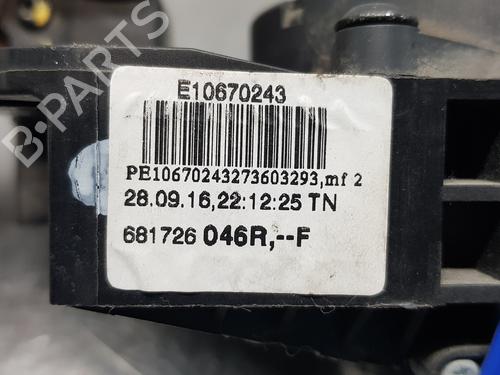 E10670243
PE10670243273603293,mf 2
28.09.16,22:12:25 TN
681726 046R,--F
B-PARTS